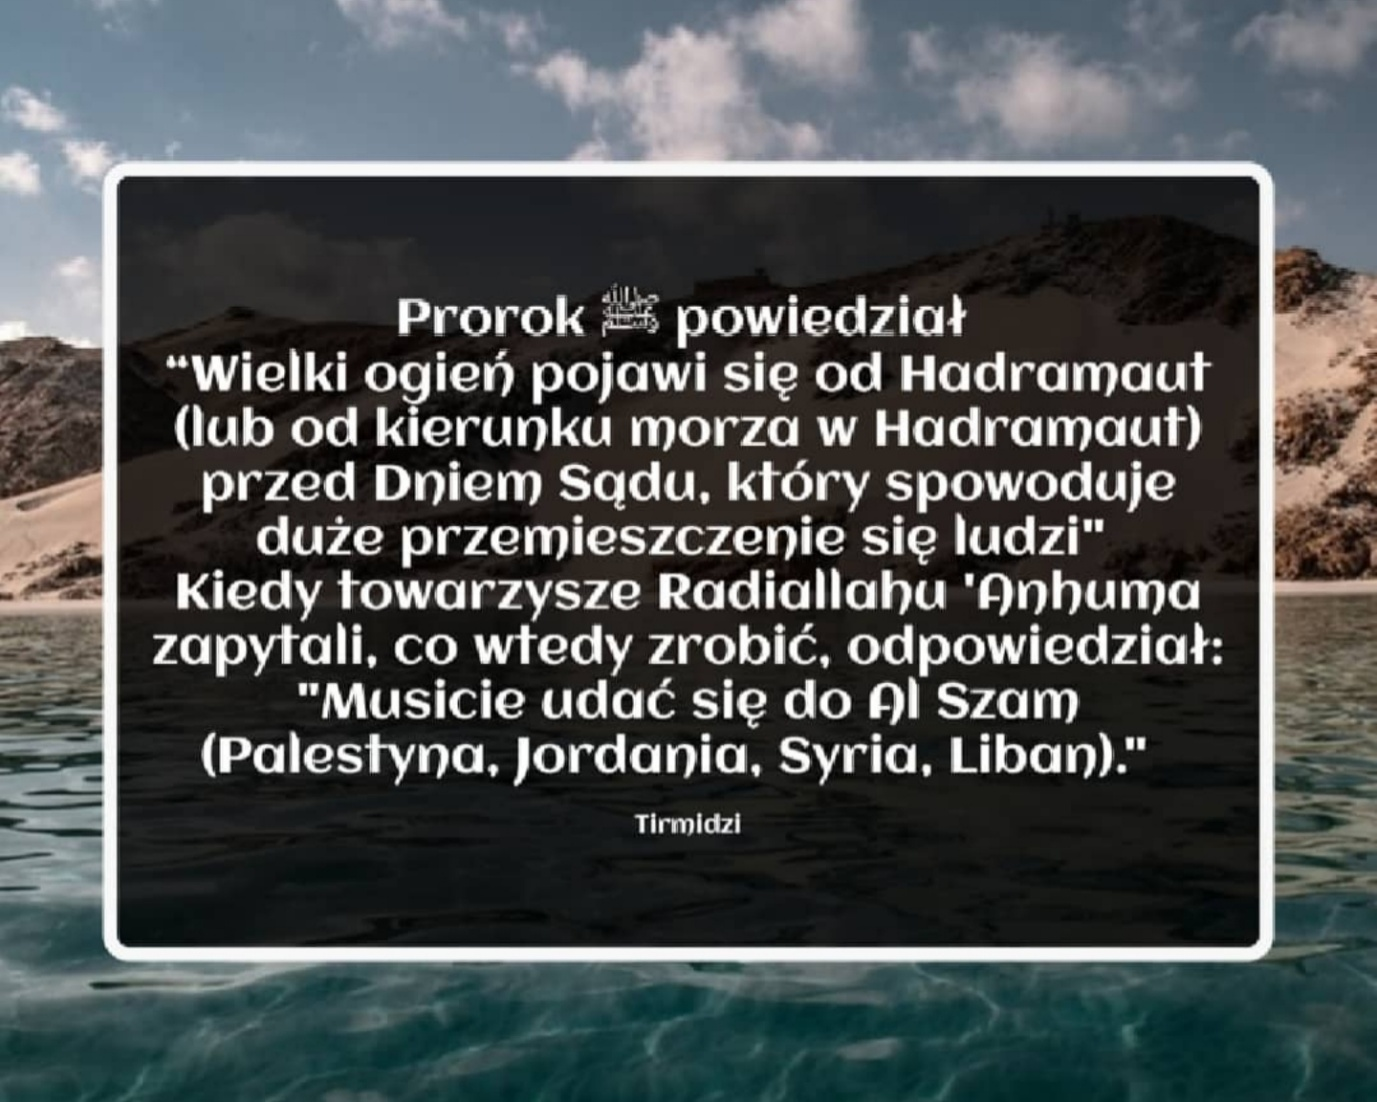 Prorok ﷺ powiedział
“Wielki ogień pojawi się od Hadramaut
(lub od kierunku morza w Hadramaut)
przed Dniem Sądu, który spowoduje
duże przemieszczenie się ludzi"
Kiedy towarzysze Radiallahu 'Anhuma
zapytali, co wtedy zrobić, odpowiedział:
"Musicie udać się do Al Szam
(Palestyna, Jordania, Syria, Liban)."
Tirmidzi